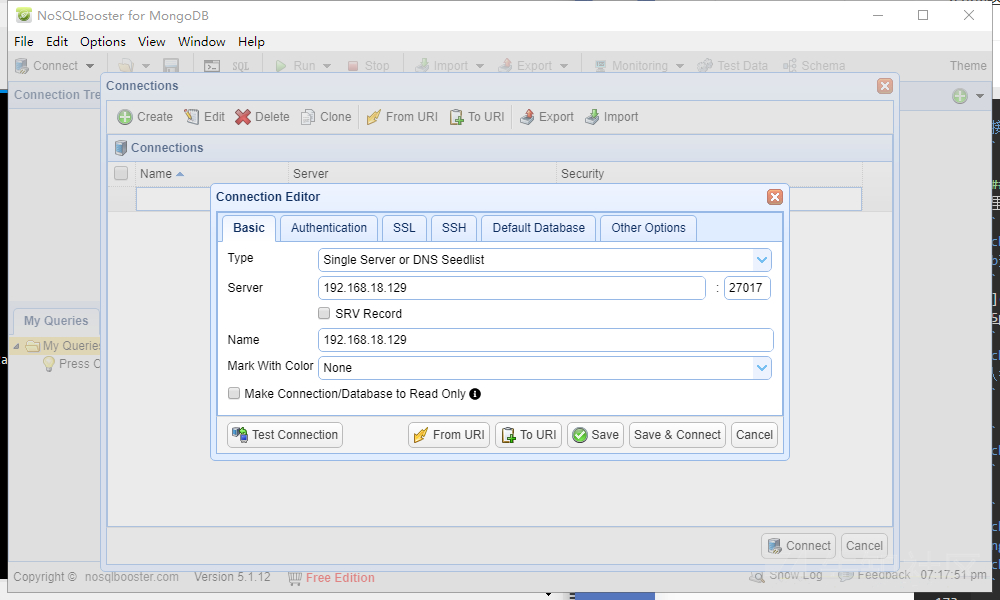 NoSQLBooster for MongoDB
File Edit Options View Window Help
Connect SQL Run Stop Import Export Monitoring Test Data Schema Theme
Connection Tre
Connections
Create Edit Delete Clone From URI To URI Export Import
Connections
Name Server Security
Connection Editor
Basic Authentication SSL SSH Default Database Other Options
Type Single Server or DNS Seedlist
Server 192.168.18.129 : 27017
SRV Record
Name 192.168.18.129
Mark With Color None
Make Connection/Database to Read Only
Test Connection From URI To URI Save Save & Connect Cancel
My Queries
My Querie
Press C
Connect Cancel
Copyright © nosqlbooster.com Version 5.1.12 Free Edition Show Log Feedback 07:17:51 pm